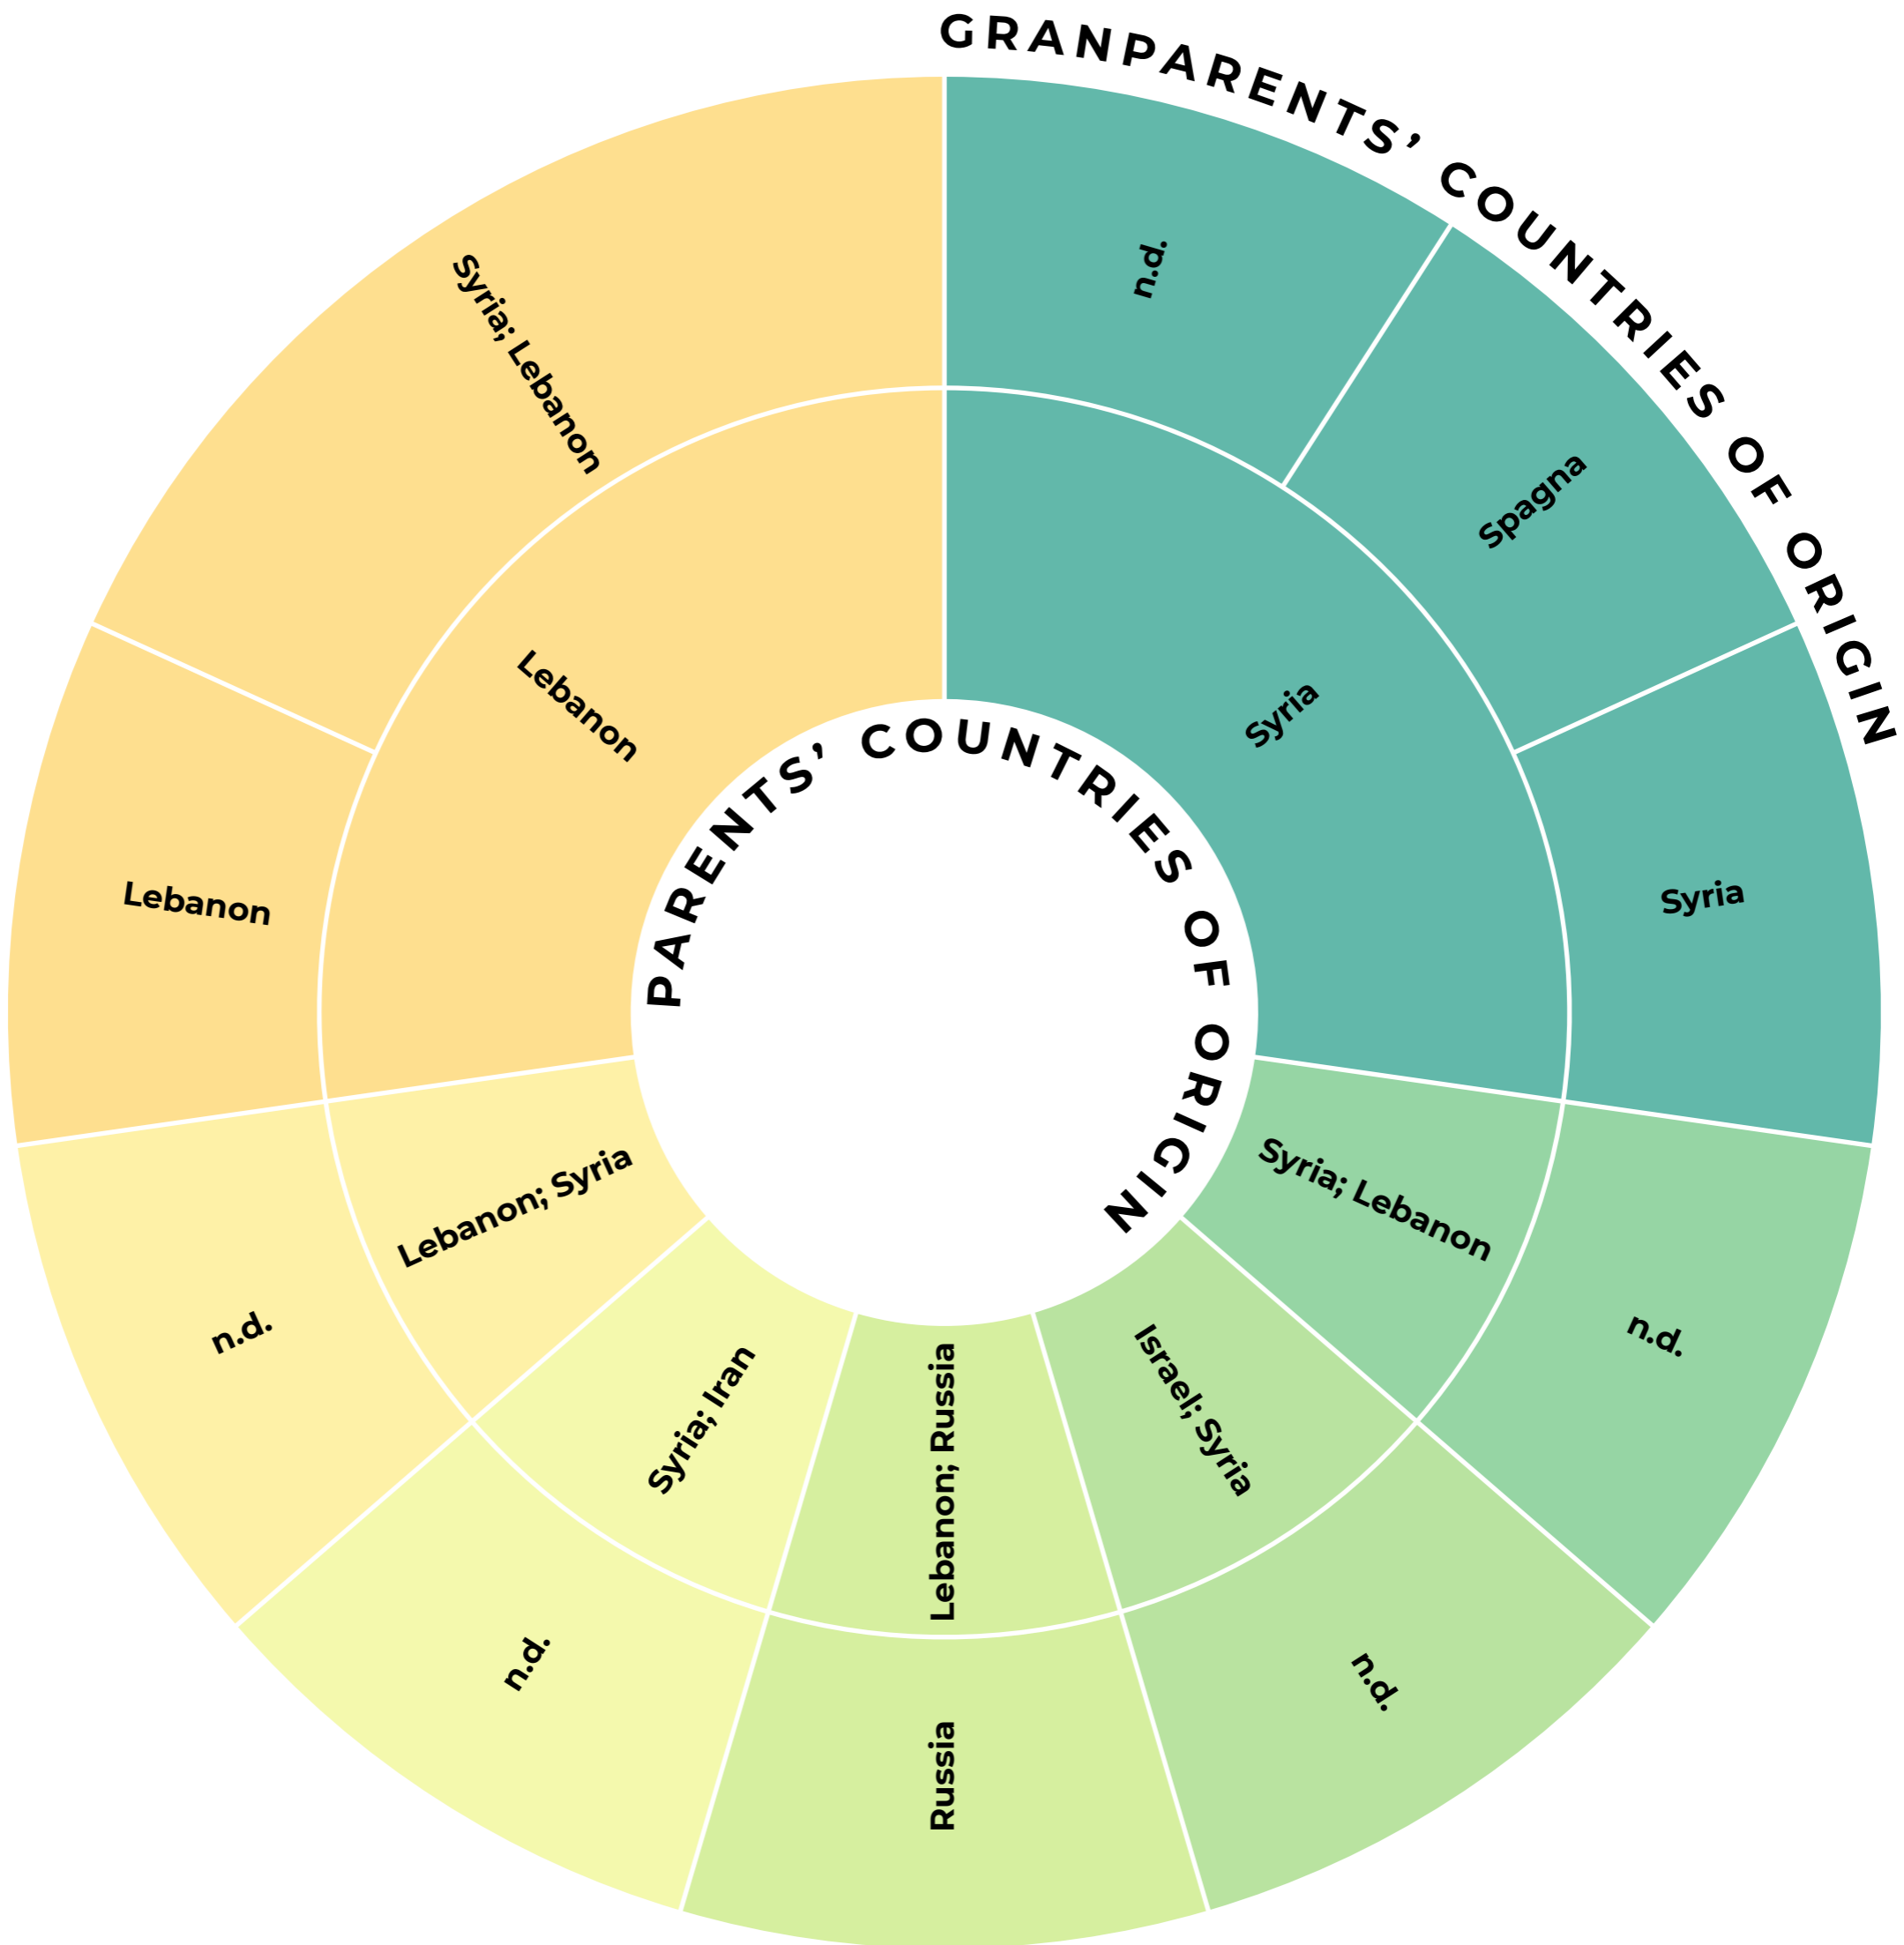 GRANPARENTS’ COUNTRIES OF ORIGIN
n.d.
Spagna
Syria
n.d.
n.d.
Russia
n.d.
n.d.
Lebanon
Syria; Lebanon
PARENTS’ COUNTRIES OF ORIGIN
Syria
Syria; Lebanon
Israel; Syria
Lebanon; Russia
Syria; Iran
Lebanon; Syria
Lebanon